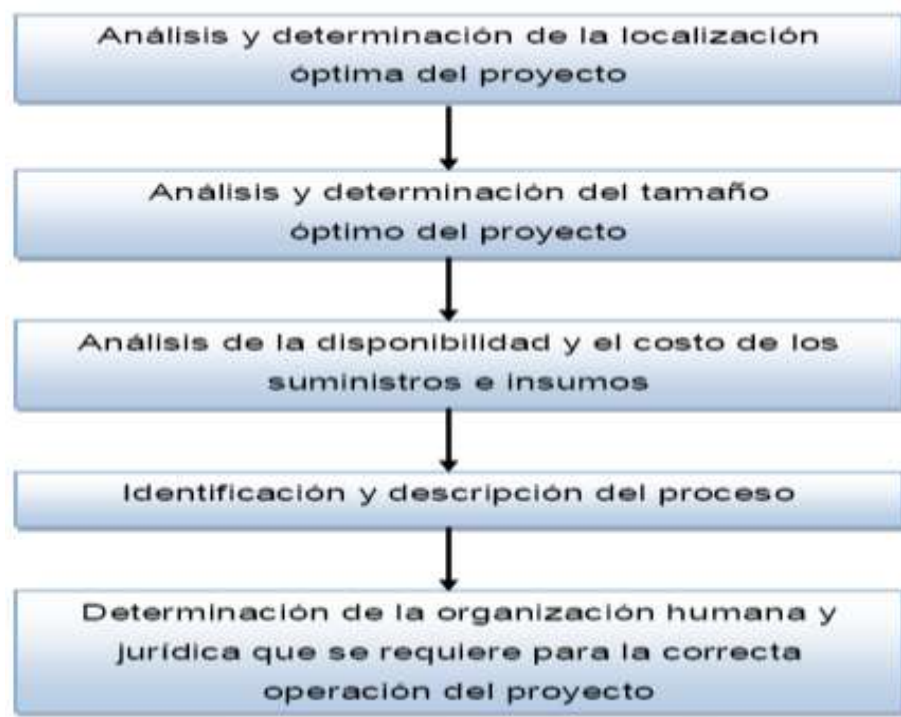 Análisis y determinación de la localización
óptima del proyecto
Análisis y determinación del tamaño
óptimo del proyecto
Análisis de la disponibilidad y el costo de los
suministros e insumos
Identificación y descripción del proceso
Determinación de la organización humana y
jurídica que se requiere para la correcta
operación del proyecto